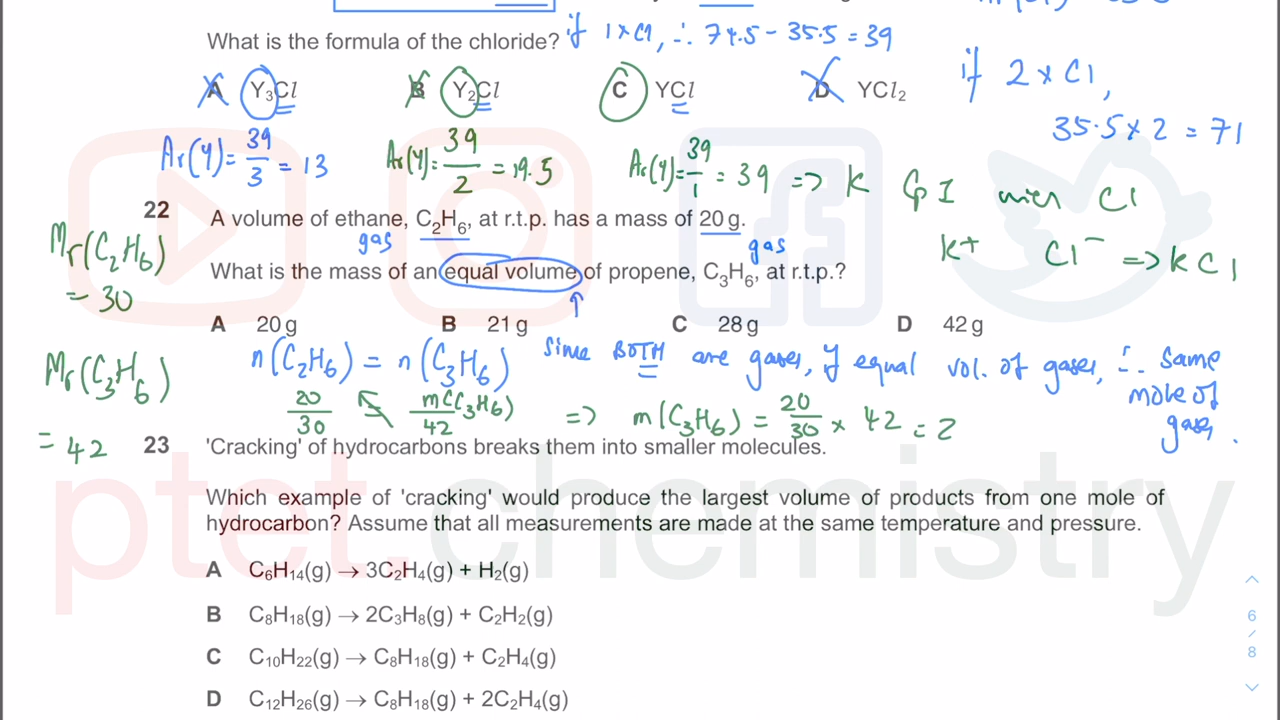 What is the formula of the chloride? if 1 x Cl, ∴ 74.5 - 35.5 = 39
A Y₃Cl B Y₂Cl C YCl D YCl₂
if 2 x Cl,
35.5 x 2 = 71
Ar(Y) = 39/3 = 13
Ar(Y) = 39/2 = 19.5
Ar(Y) = 39/1 = 39 => K Gp I with Cl
K⁺ Cl⁻ => KCl
22 A volume of ethane, C₂H₆, at r.t.p. has a mass of 20 g.
gas gas
Mr(C₂H₆)
= 30
What is the mass of an equal volume of propene, C₃H₆, at r.t.p.?
A 20 g B 21 g C 28 g D 42 g
Mr(C₃H₆)
= 42
n(C₂H₆) = n(C₃H₆) Since BOTH are gases, if equal vol. of gases, ∴ same
mole of
gases.
20/30 m(C₃H₆)/42 => m(C₃H₆) = 20/30 x 42 = 2
23 'Cracking' of hydrocarbons breaks them into smaller molecules.
Which example of 'cracking' would produce the largest volume of products from one mole of
hydrocarbon? Assume that all measurements are made at the same temperature and pressure.
A C₆H₁₄(g) → 3C₂H₄(g) + H₂(g)
B C₈H₁₈(g) → 2C₃H₈(g) + C₂H₂(g)
C C₁₀H₂₂(g) → C₈H₁₈(g) + C₂H₄(g)
D C₁₂H₂₆(g) → C₈H₁₈(g) + 2C₂H₄(g)
ptet.chemistry
6
/
8